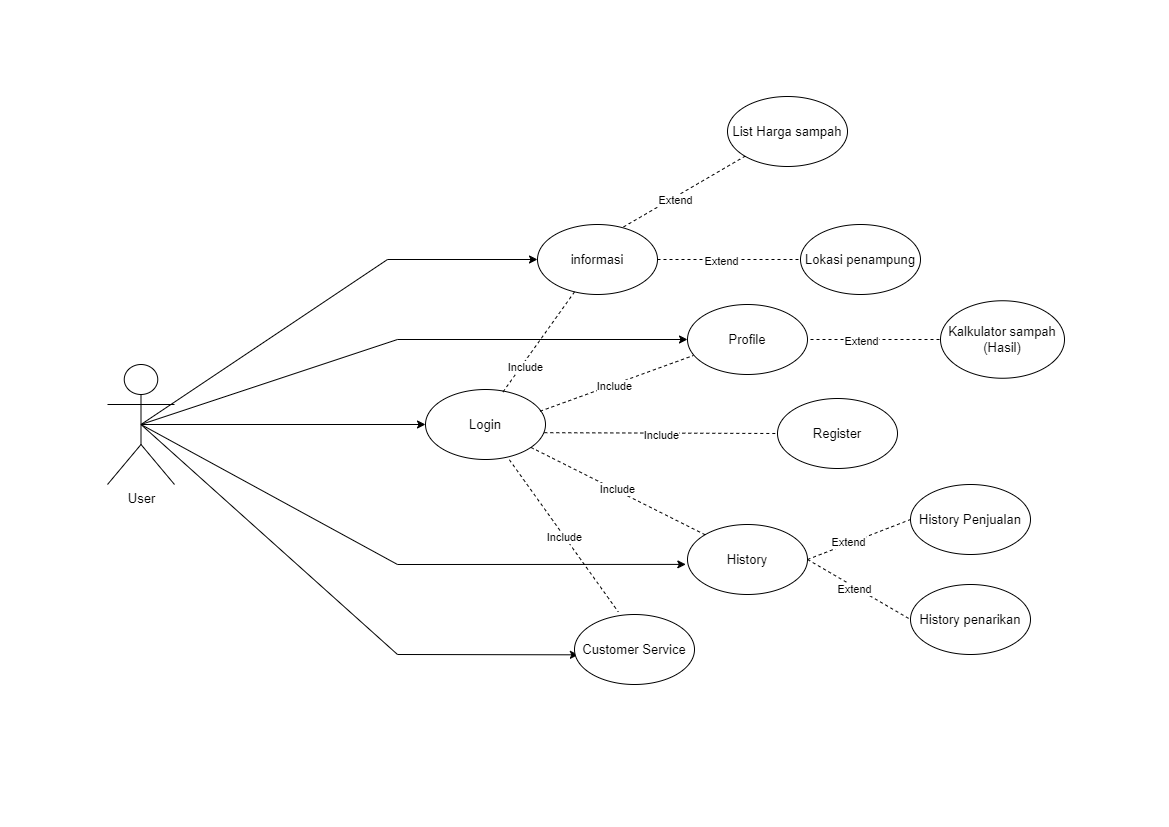 List Harga sampah
Extend
informasi
Extend
Lokasi penampung
Profile
Extend
Kalkulator sampah
(Hasil)
Include
Include
Login
Include
Register
User
Include
History Penjualan
Include
Extend
History
Extend
History penarikan
Customer Service